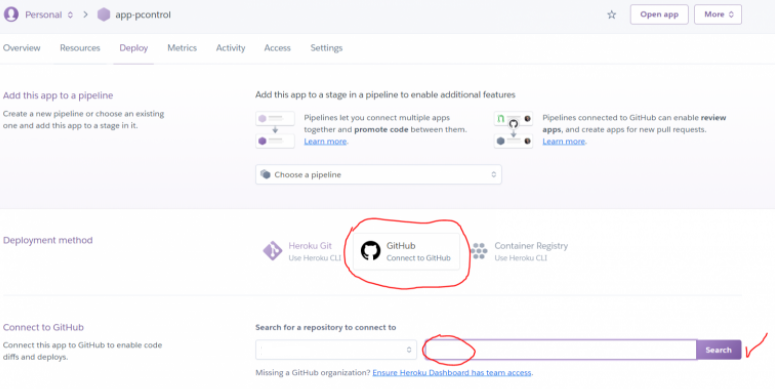 Personal
app-pcontrol
Open app
More
Overview
Resources
Deploy
Metrics
Activity
Access
Settings
Add this app to a pipeline
Create a new pipeline or choose an existing
one and add this app to a stage in it.
Add this app to a stage in a pipeline to enable additional features
Pipelines let you connect multiple apps
together and promote code between them.
Learn more.
Pipelines connected to GitHub can enable review
apps, and create apps for new pull requests.
Learn more.
Choose a pipeline
Deployment method
Heroku Git
Use Heroku CLI
GitHub
Connect to GitHub
Container Registry
Use Heroku CLI
Connect to GitHub
Connect this app to GitHub to enable code
diffs and deploys.
Search for a repository to connect to
Search
Missing a GitHub organization? Ensure Heroku Dashboard has team access.